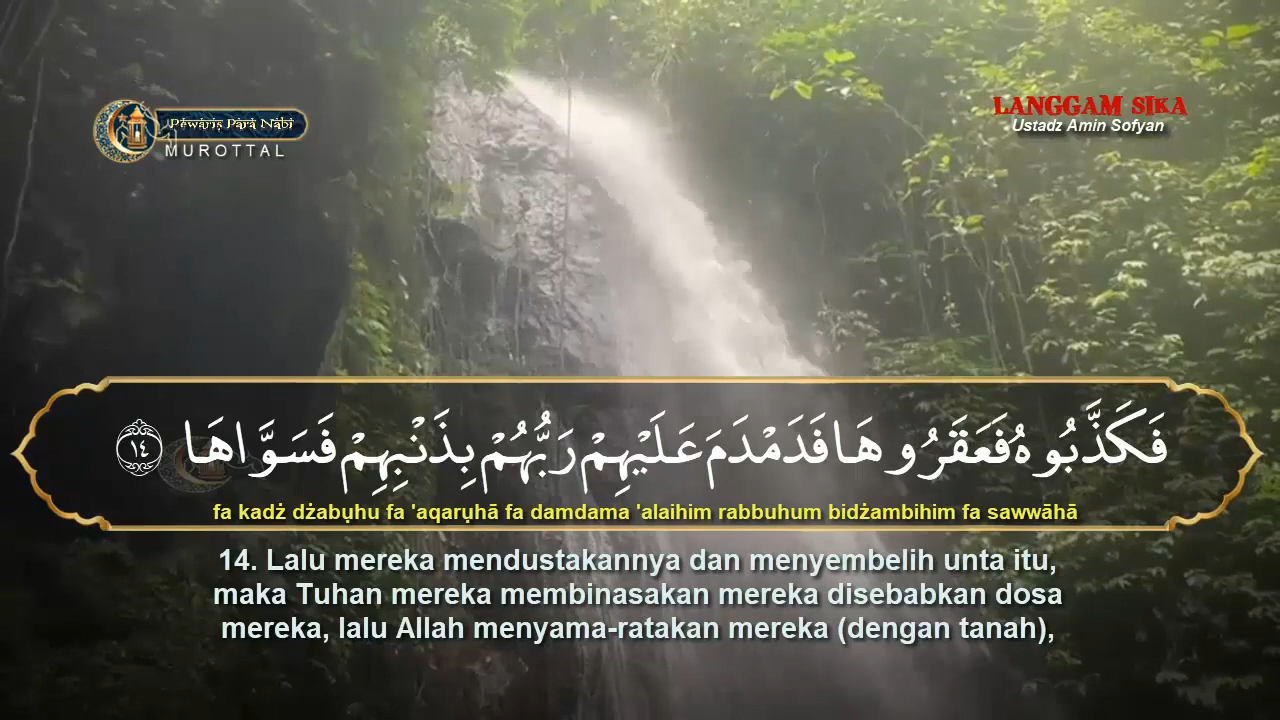 Pewaris Para Nabi
MUROTTAL
LANGGAM SIKA
Ustadz Amin Sofyan
فَكَذَّبُوهُ فَعَقَرُوهَا فَدَمْدَمَ عَلَيْهِمْ رَبُّهُمْ بِذَنْبِهِمْ فَسَوَّاهَا ١٤
fa kadż dżabụhu fa 'aqarụhā fa damdama 'alaihim rabbuhum bidżambihim fa sawwāhā
14. Lalu mereka mendustakannya dan menyembelih unta itu,
maka Tuhan mereka membinasakan mereka disebabkan dosa
mereka, lalu Allah menyama-ratakan mereka (dengan tanah),